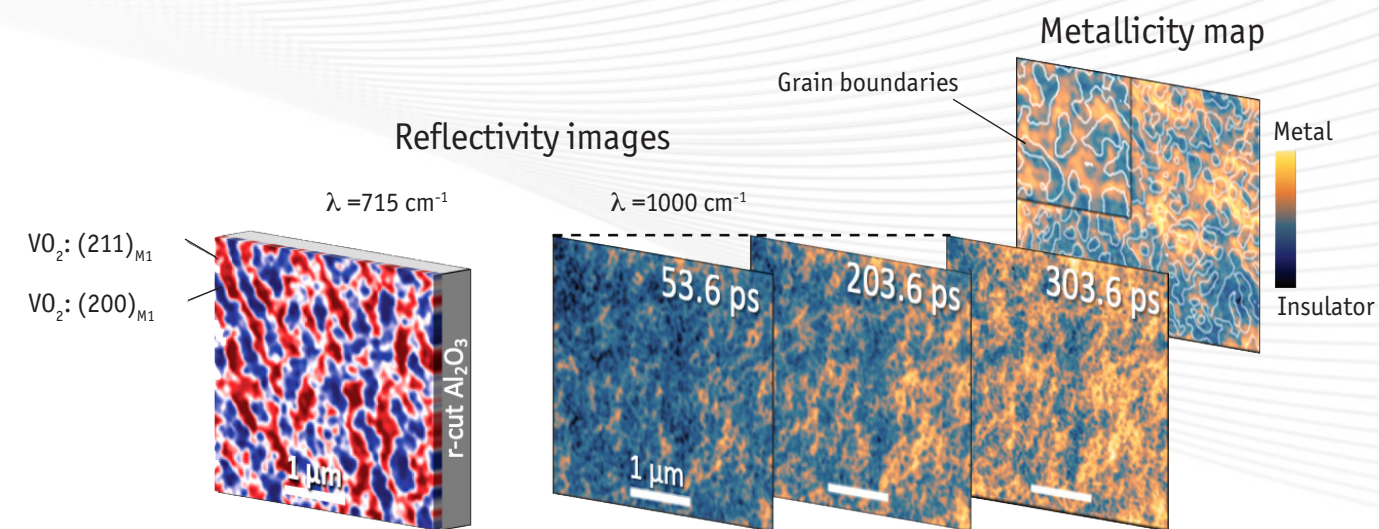 Metallicity map
Grain boundaries
Reflectivity images
Metal
λ =715 cm⁻¹
λ =1000 cm⁻¹
VO₂: (211)M1
VO₂: (200)M1
53.6 ps
203.6 ps
303.6 ps
Insulator
r-cut Al₂O₃
1 μm
1 μm